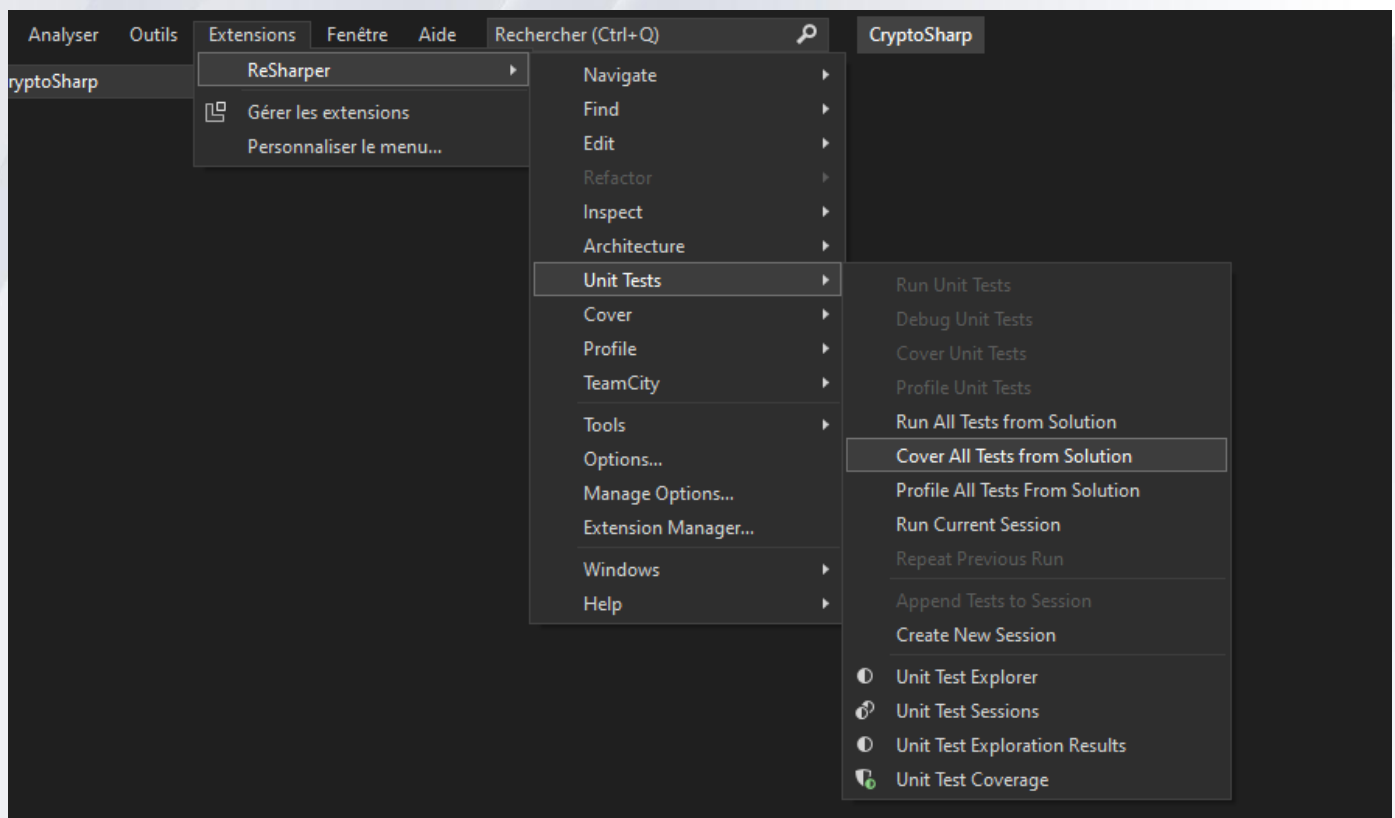 Analyser Outils Extensions Fenêtre Aide Rechercher (Ctrl+Q) CryptoSharp
ryptoSharp
ReSharper
Gérer les extensions
Personnaliser le menu...
Navigate
Find
Edit
Refactor
Inspect
Architecture
Unit Tests
Cover
Profile
TeamCity
Tools
Options...
Manage Options...
Extension Manager...
Windows
Help
Run Unit Tests
Debug Unit Tests
Cover Unit Tests
Profile Unit Tests
Run All Tests from Solution
Cover All Tests from Solution
Profile All Tests From Solution
Run Current Session
Repeat Previous Run
Append Tests to Session
Create New Session
Unit Test Explorer
Unit Test Sessions
Unit Test Exploration Results
Unit Test Coverage